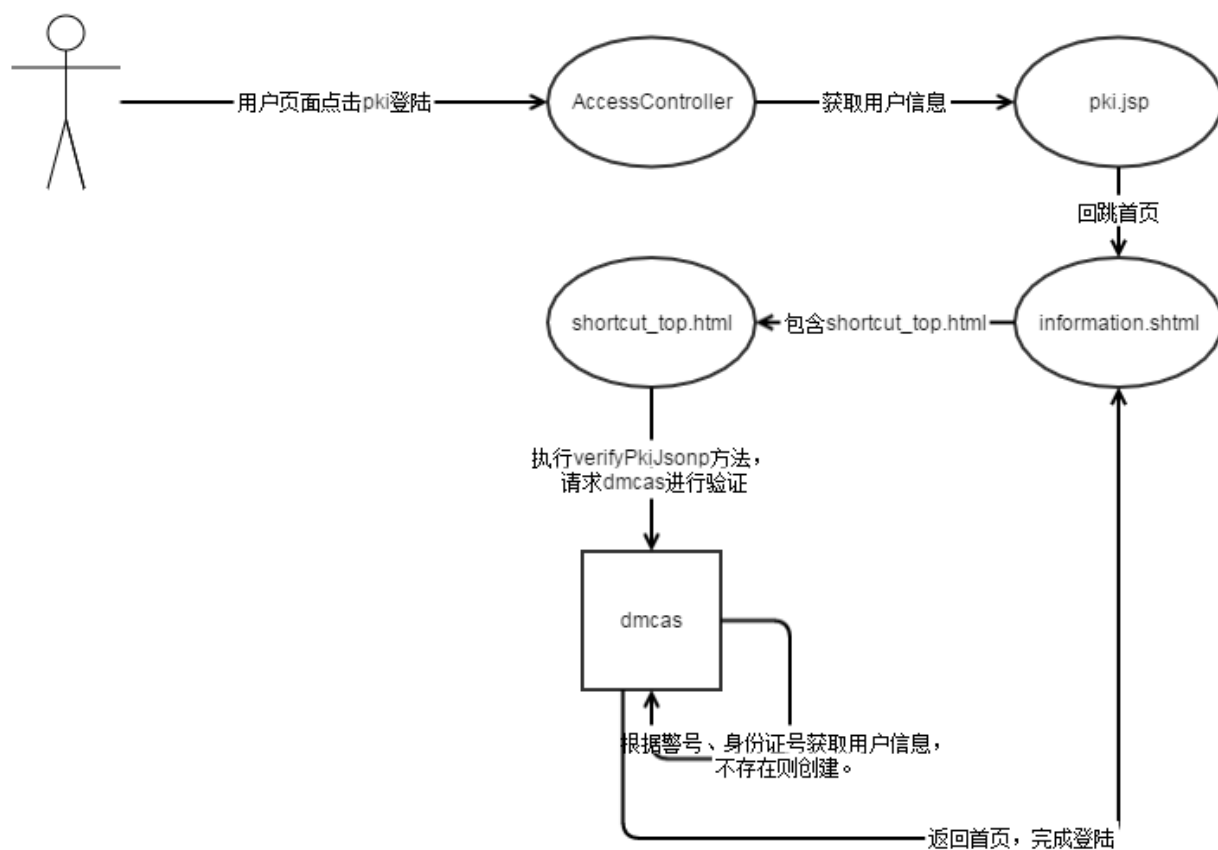 用户页面点击pki登陆
AccessController
获取用户信息
pki.jsp
回跳首页
shortcut_top.html
包含shortcut_top.html
information.shtml
执行verifyPkiJsonp方法，
请求dmcas进行验证
dmcas
根据警号、身份证号获取用户信息，
不存在则创建。
返回首页，完成登陆